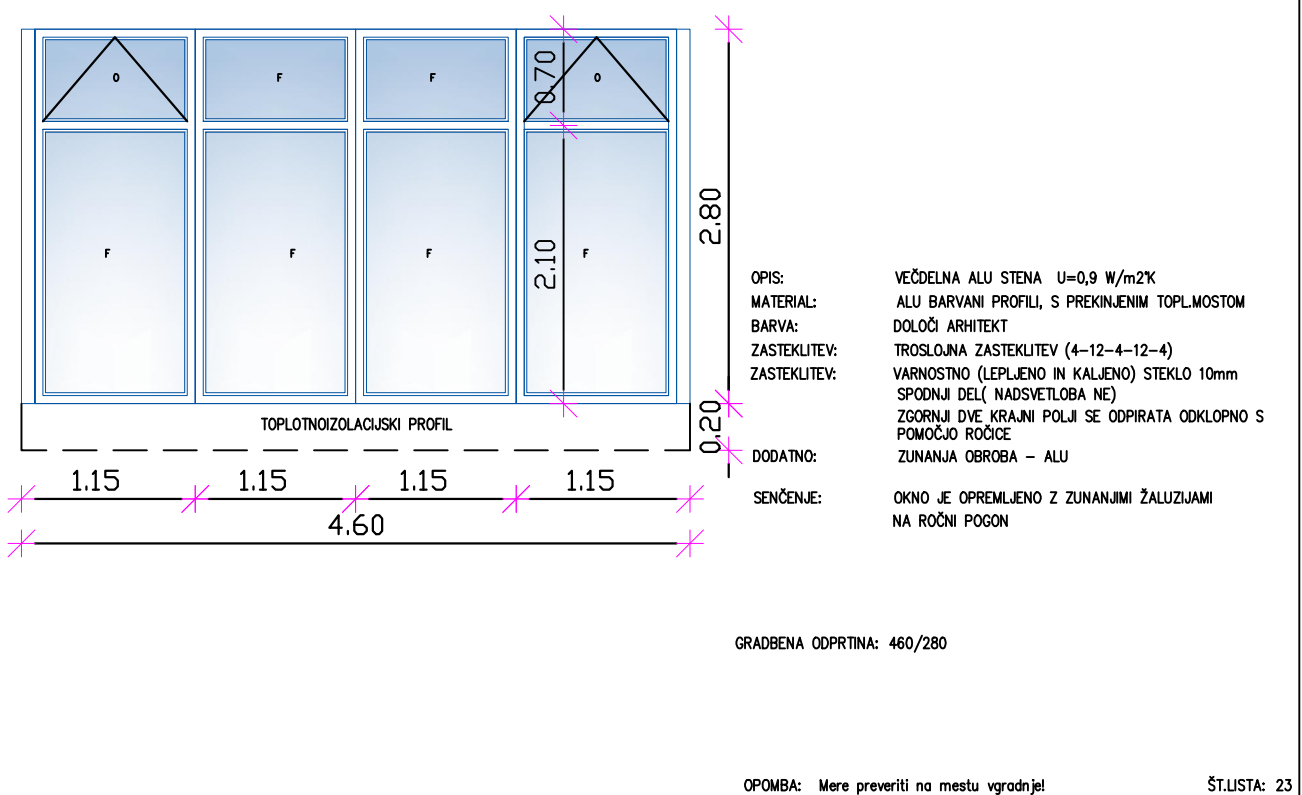 O F F O
0.70
F F F F
2.10
2.80
TOPLOTNOIZOLACIJSKI PROFIL
0.20
1.15 1.15 1.15 1.15
4.60
OPIS: VEČDELNA ALU STENA U=0,9 W/m2°K
MATERIAL: ALU BARVANI PROFILI, S PREKINJENIM TOPL.MOSTOM
BARVA: DOLOČI ARHITEKT
ZASTEKLITEV: TROSLOJNA ZASTEKLITEV (4-12-4-12-4)
ZASTEKLITEV: VARNOSTNO (LEPLJENO IN KALJENO) STEKLO 10mm
SPODNJI DEL( NADSVETLOBA NE)
ZGORNJI DVE KRAJNI POLJI SE ODPIRATA ODKLOPNO S
POMOČJO ROČICE
DODATNO: ZUNANJA OBROBA - ALU
SENČENJE: OKNO JE OPREMLJENO Z ZUNANJIMI ŽALUZIJAMI
NA ROČNI POGON
GRADBENA ODPRTINA: 460/280
OPOMBA: Mere preveriti na mestu vgradnje! ŠT.LISTA: 23